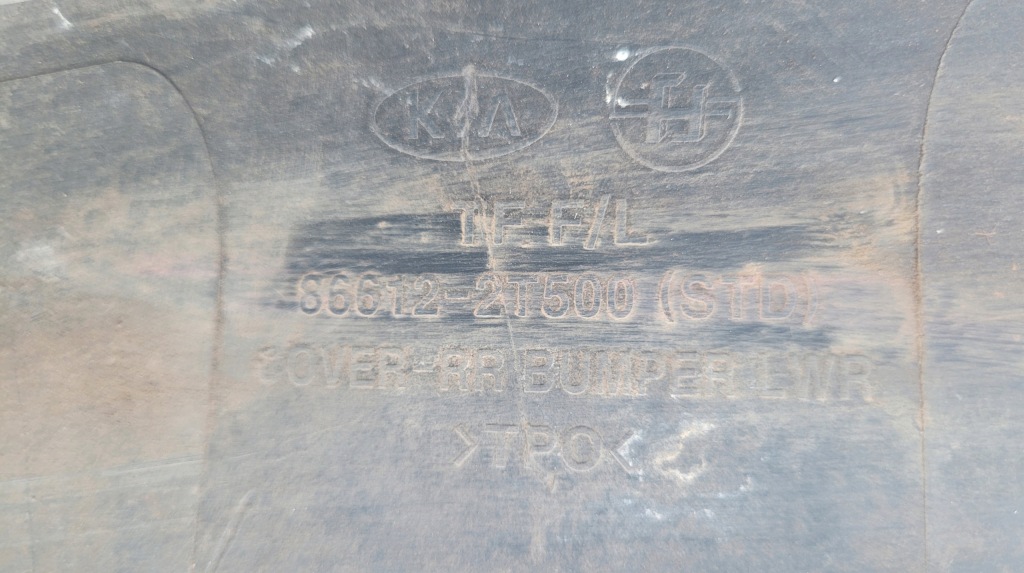 KIA
TF F/L
86612-2T500 (STD)
COVER-RR BUMPER LWR
>TPO<